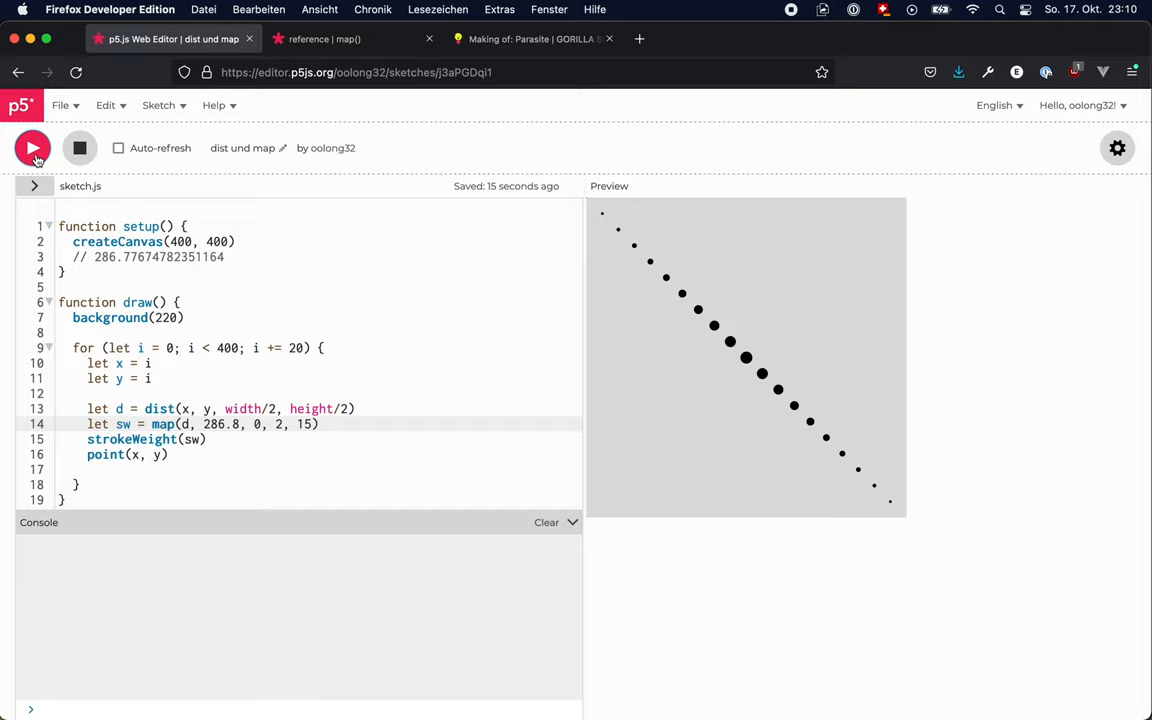 Firefox Developer Edition Datei Bearbeiten Ansicht Chronik Lesezeichen Extras Fenster Hilfe So. 17. Okt. 23:10
p5.js Web Editor | dist und map reference | map() Making of: Parasite | GORILLA S
https://editor.p5js.org/oolong32/sketches/j3aPGDqi1 1
p5* File Edit Sketch Help English Hello, oolong32!
Auto-refresh dist und map by oolong32
sketch.js Saved: 15 seconds ago Preview
1 function setup() {
2 createCanvas(400, 400)
3 // 286.77674782351164
4 }
5
6 function draw() {
7 background(220)
8
9 for (let i = 0; i < 400; i += 20) {
10 let x = i
11 let y = i
12
13 let d = dist(x, y, width/2, height/2)
14 let sw = map(d, 286.8, 0, 2, 15)
15 strokeWeight(sw)
16 point(x, y)
17
18 }
19 }
Console Clear
>